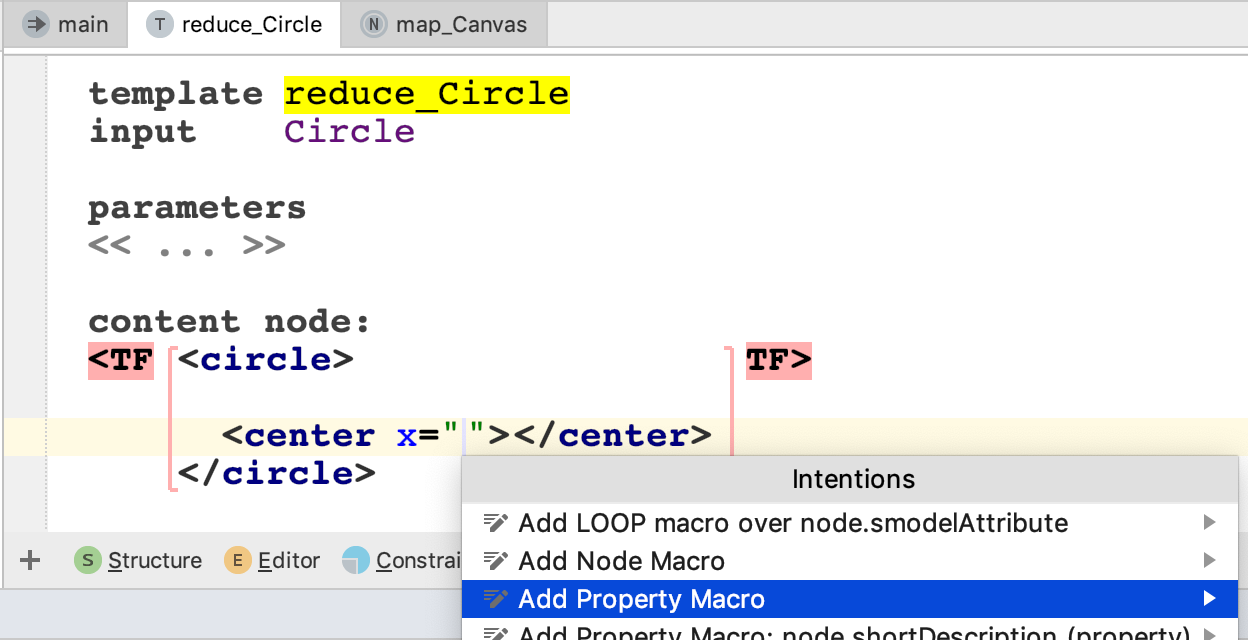 main
T reduce_Circle
N map_Canvas
template reduce_Circle
input Circle
parameters
<< ... >>
content node:
<TF <circle> TF>
<center x=" "></center>
</circle>
Intentions
Add LOOP macro over node.smodelAttribute
Add Node Macro
Add Property Macro
Add Property Macro: node.shortDescription (property)
+ S Structure E Editor Constrai